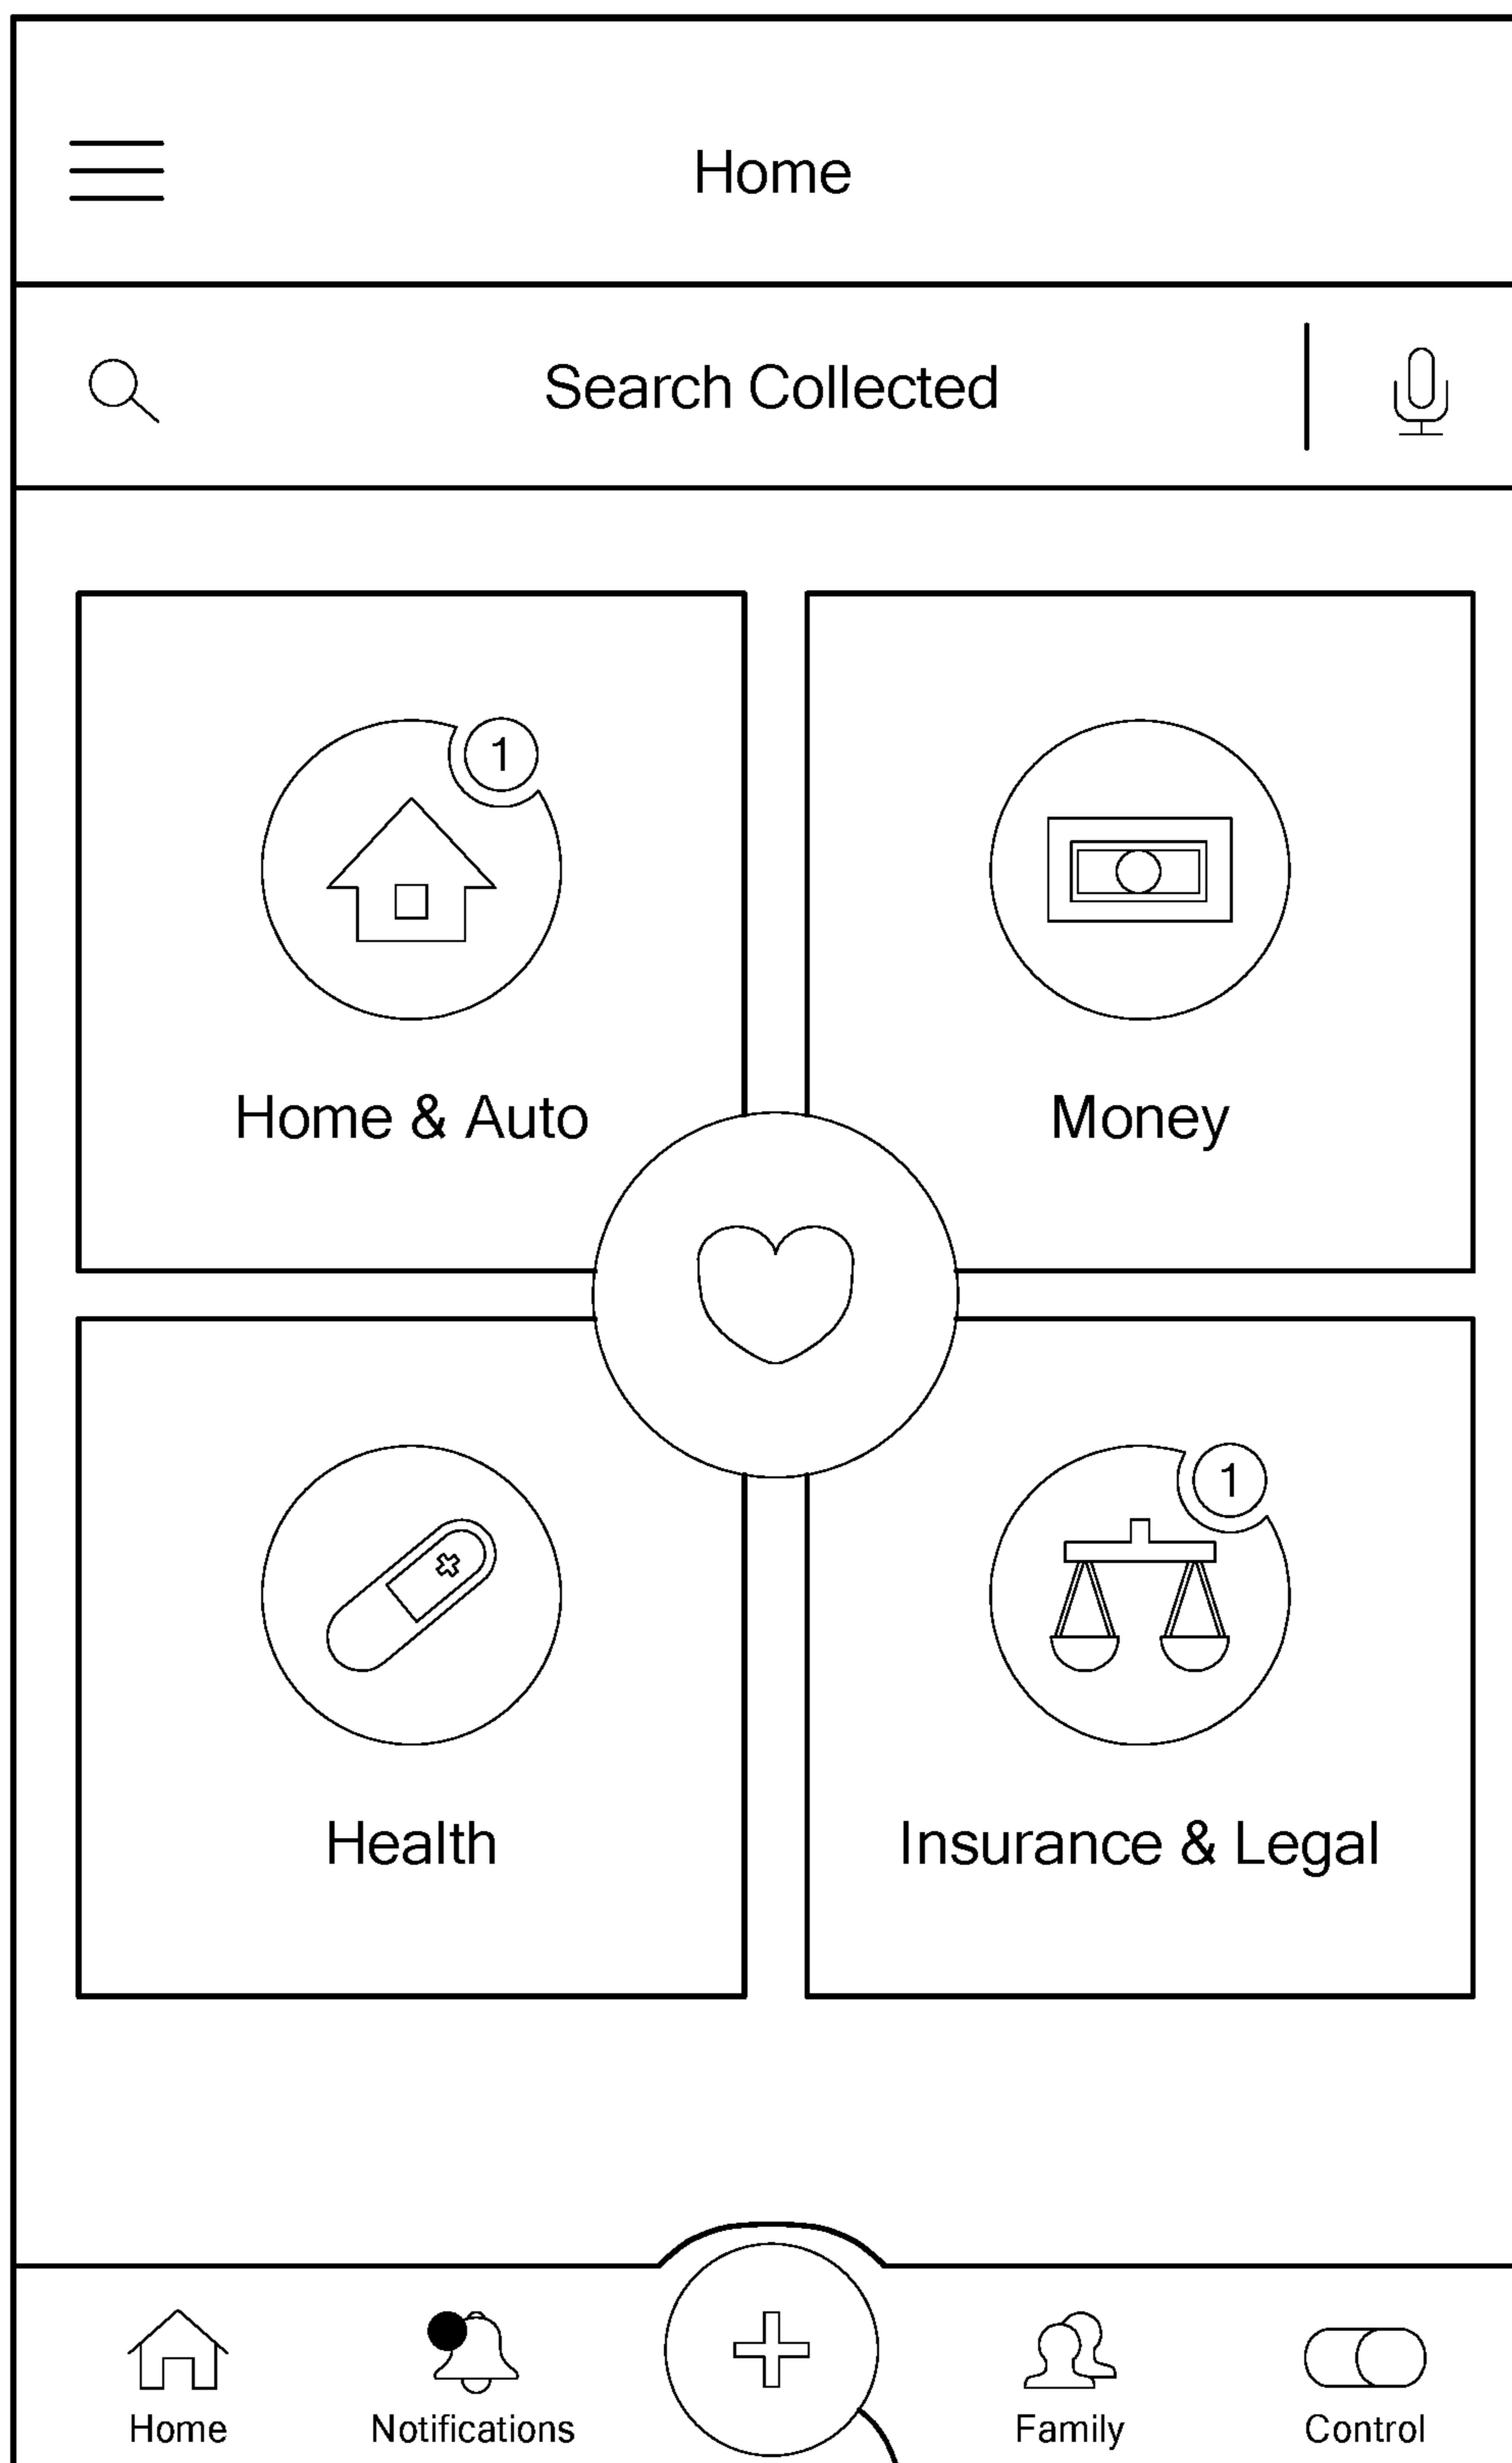 Home
Search Collected
1
Home & Auto
Money
1
Health
Insurance & Legal
Home
Notifications
Family
Control